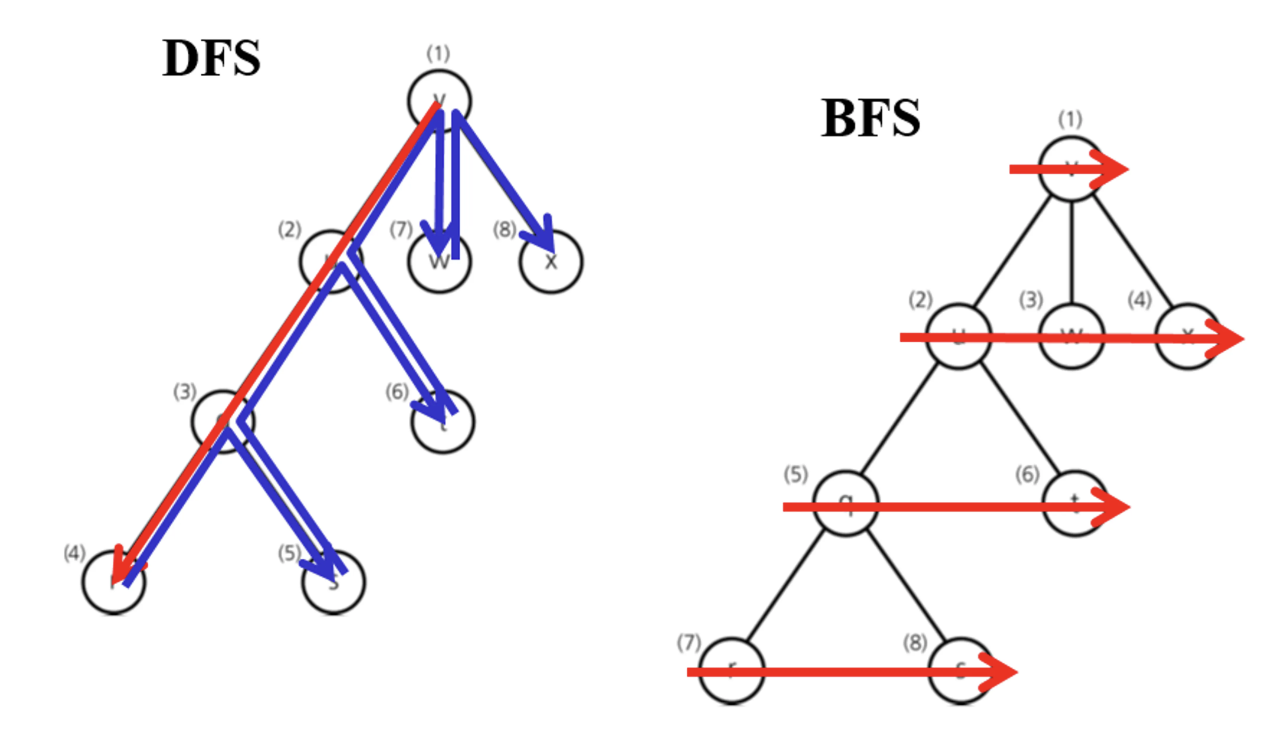 DFS
(1)
v
(2)
(7)
w
(8)
x
(3)
(6)
t
(4)
(5)
s
BFS
(1)
v
(2)
u
(3)
w
(4)
x
(5)
q
(6)
t
(7)
r
(8)
s